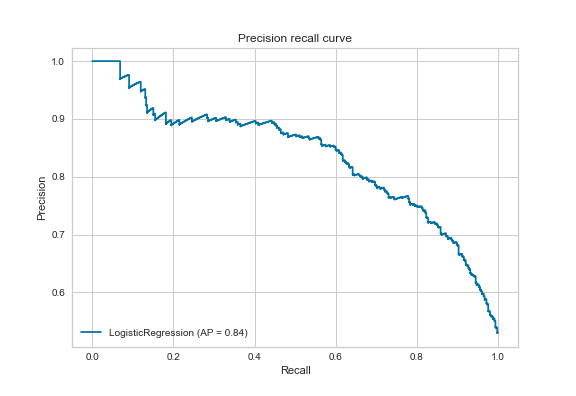 Precision recall curve
1.0
0.9
0.8
0.7
0.6
Precision
LogisticRegression (AP = 0.84)
0.0 0.2 0.4 0.6 0.8 1.0
Recall